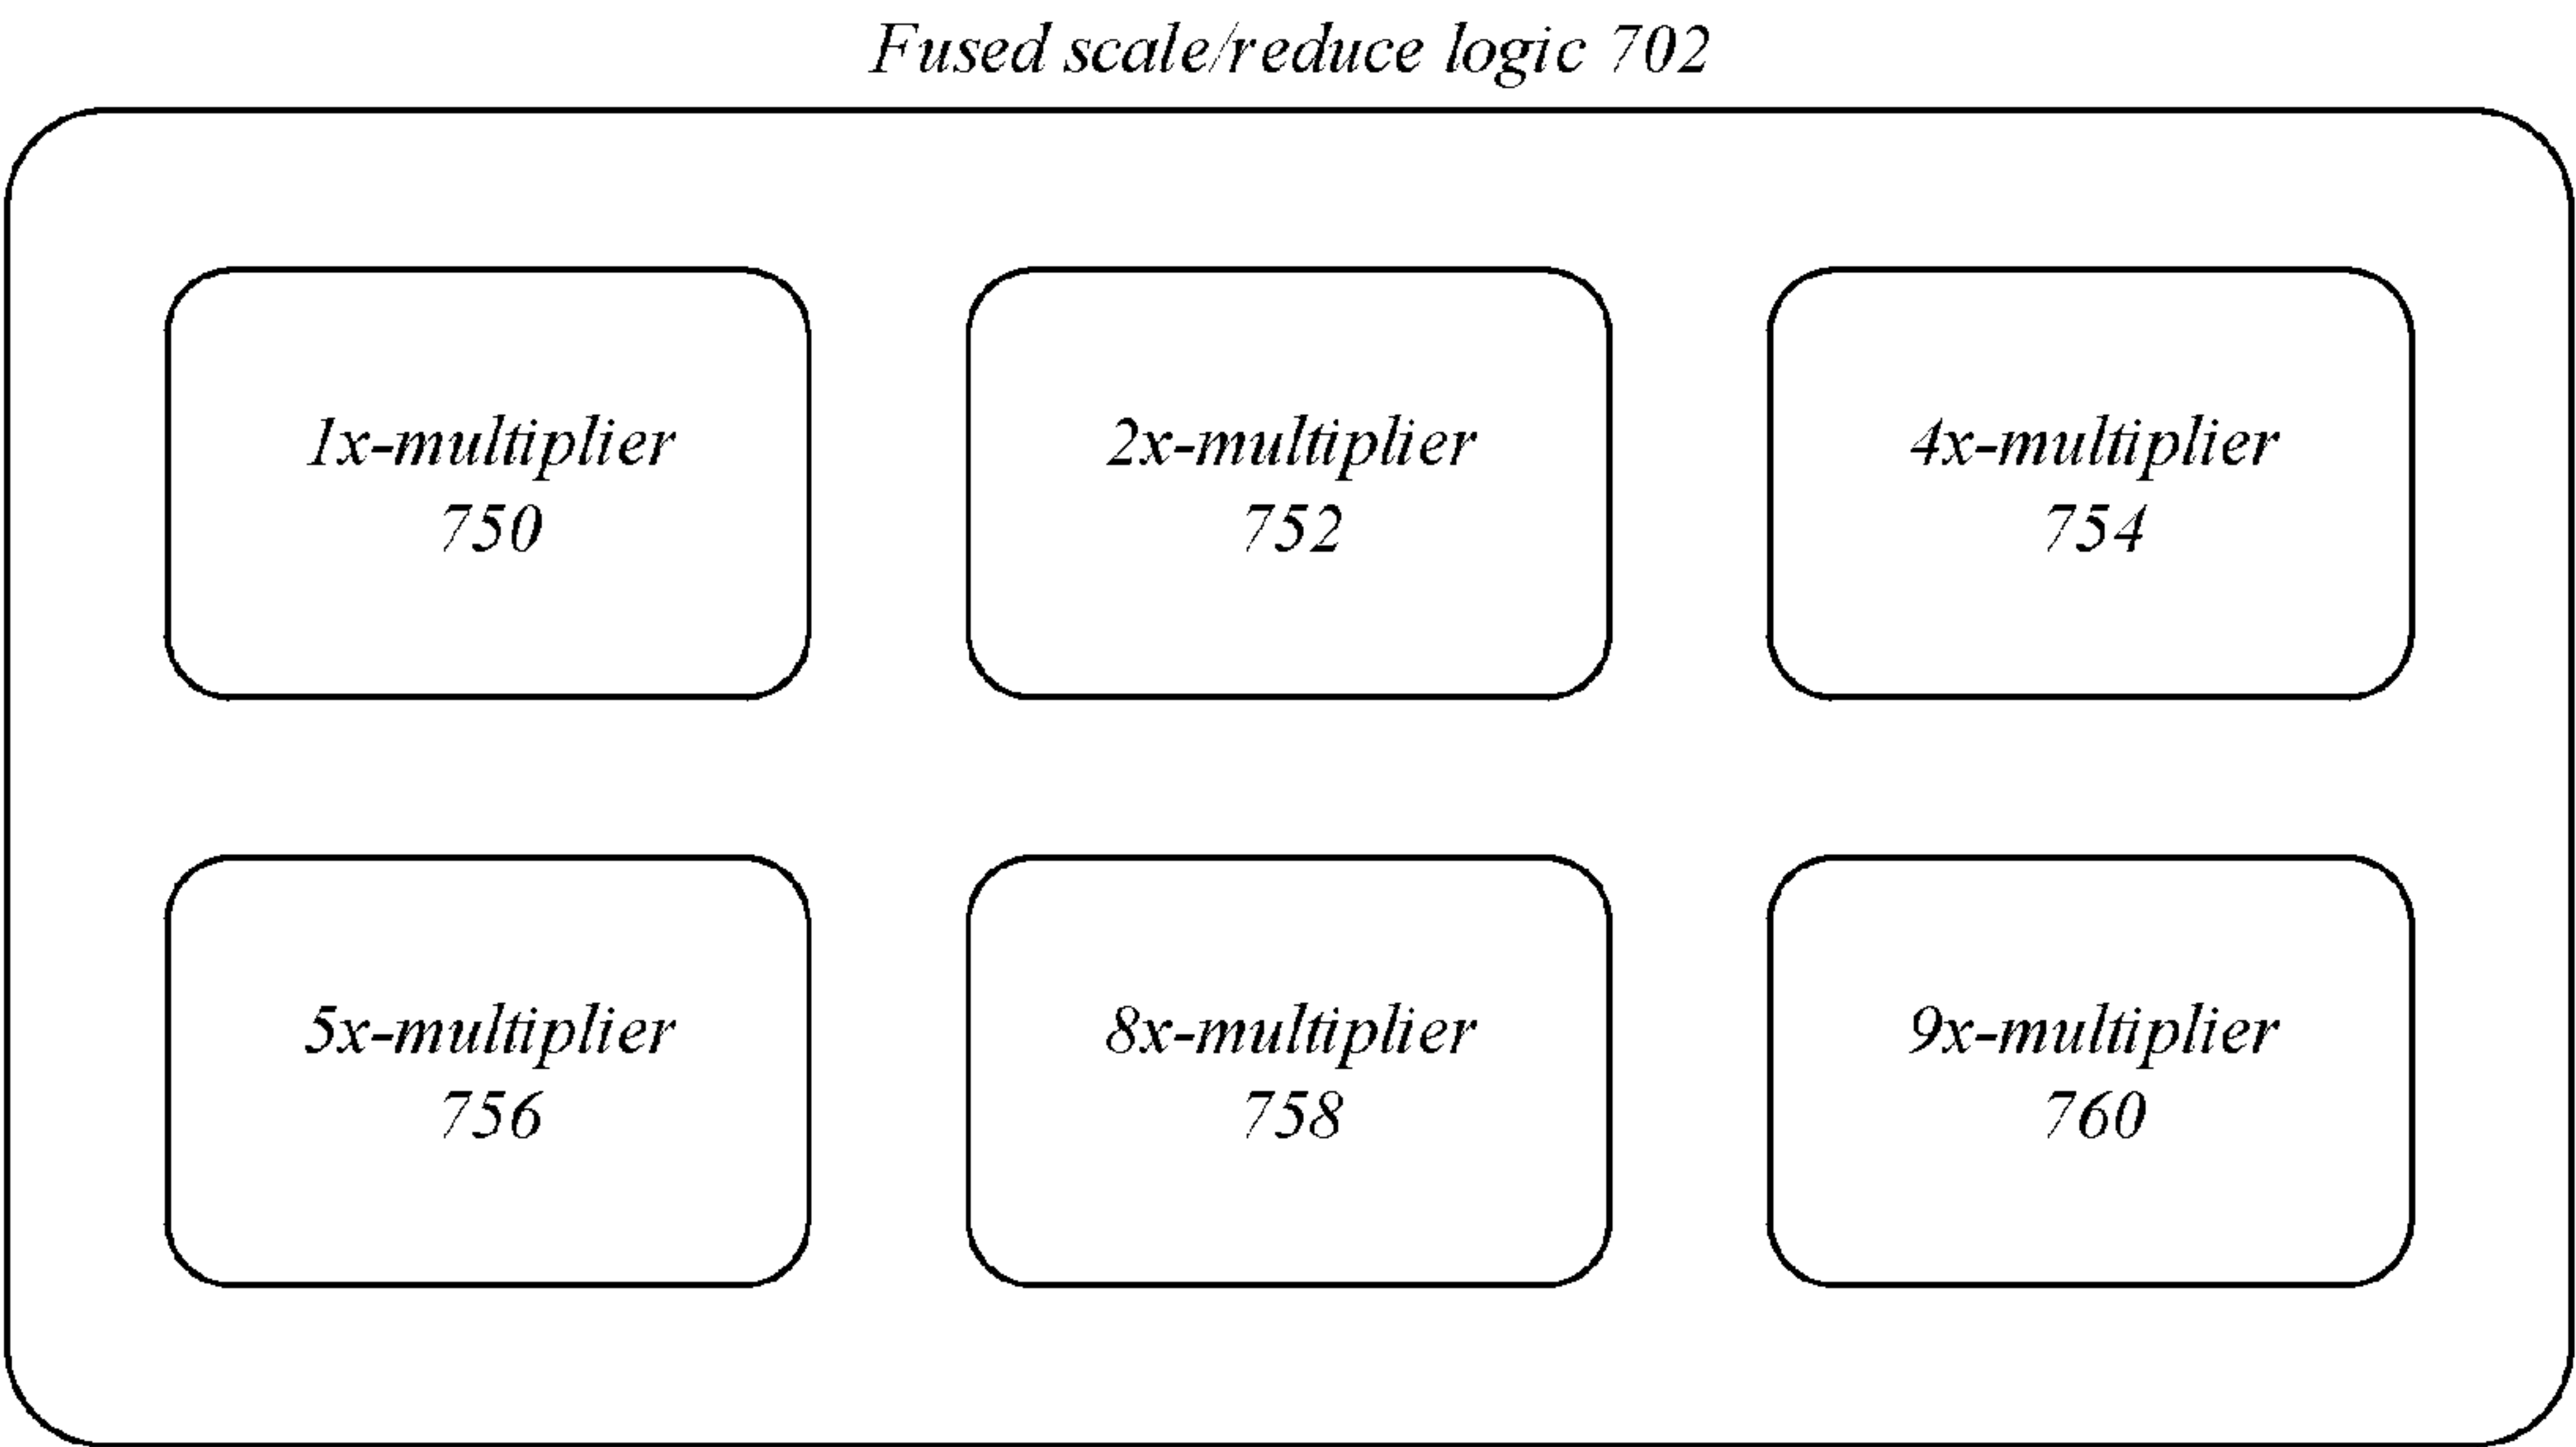 Fused scale/reduce logic 702
1x-multiplier
750
2x-multiplier
752
4x-multiplier
754
5x-multiplier
756
8x-multiplier
758
9x-multiplier
760